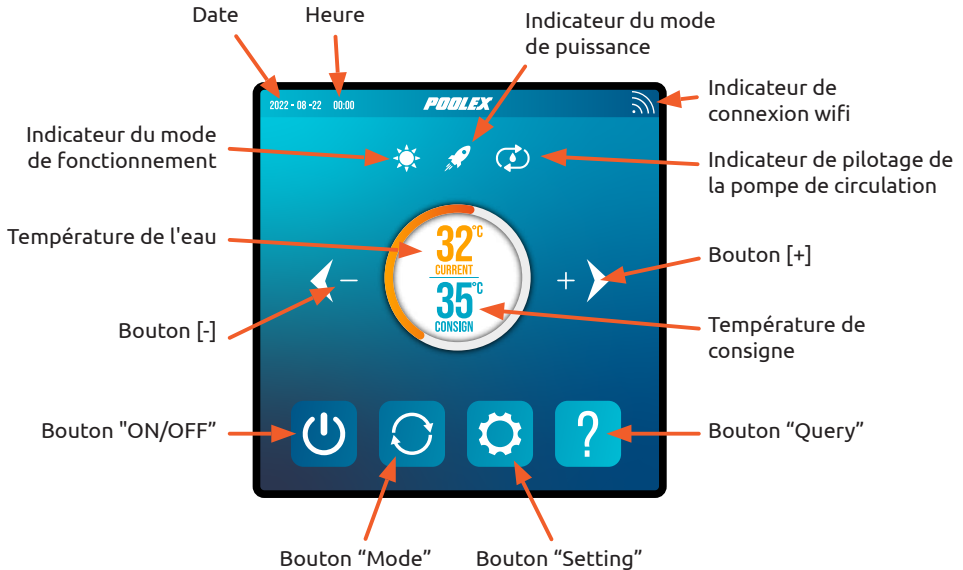 Date
Heure
Indicateur du mode
de puissance
2022 - 08 -22 00:00
POOLEX
Indicateur de
connexion wifi
Indicateur du mode
de fonctionnement
Indicateur de pilotage de
la pompe de circulation
Température de l'eau
32°C
CURRENT
35°C
CONSIGN
−
+
Bouton [+]
Bouton [-]
Température de
consigne
Bouton "ON/OFF”
?
Bouton “Query”
Bouton “Mode”
Bouton “Setting”